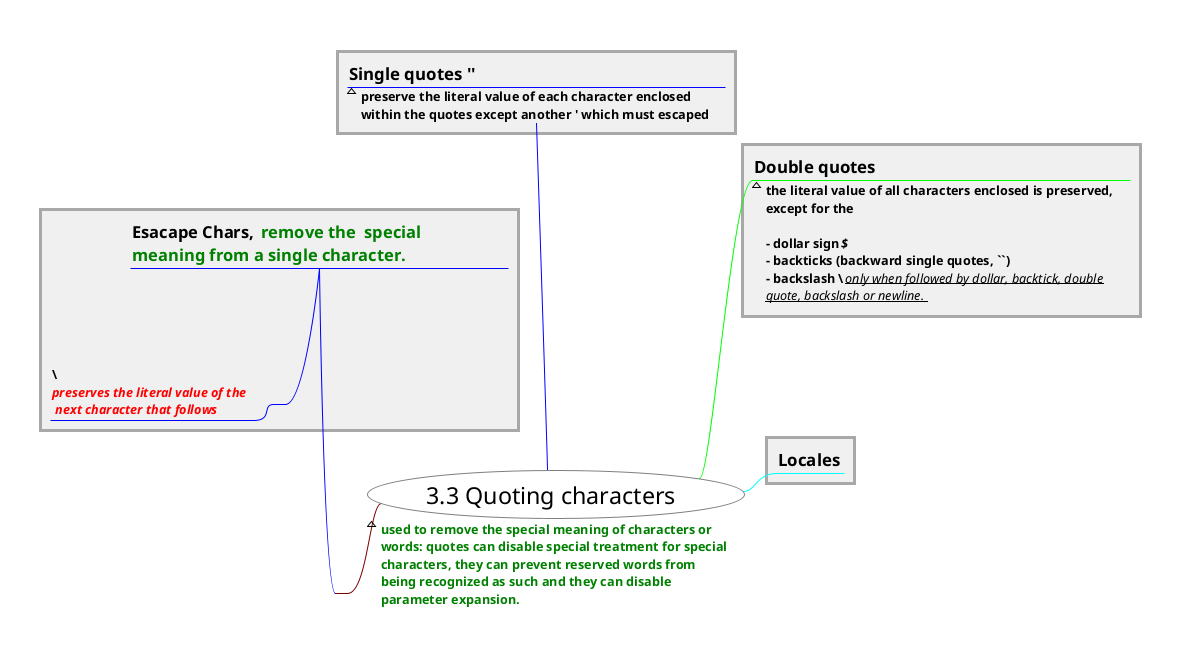 Single quotes ''
preserve the literal value of each character enclosed
within the quotes except another ' which must escaped
Double quotes
the literal value of all characters enclosed is preserved,
except for the
- dollar sign $
- backticks (backward single quotes, ``)
- backslash \ only when followed by dollar, backtick, double
quote, backslash or newline.
Esacape Chars, remove the special
meaning from a single character.
\
preserves the literal value of the
next character that follows
Locales
3.3 Quoting characters
used to remove the special meaning of characters or
words: quotes can disable special treatment for special
characters, they can prevent reserved words from
being recognized as such and they can disable
parameter expansion.